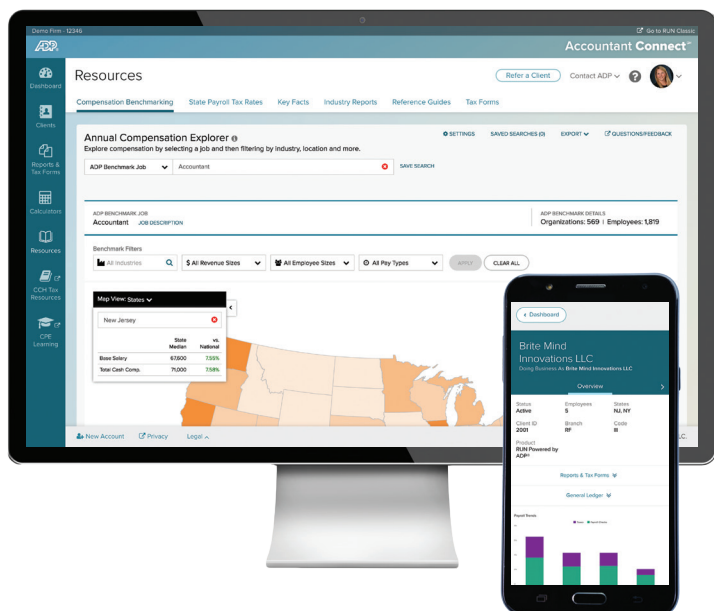 Demo Firm - 12346
Go to RUN Classic
ADP
Accountant Connect
Dashboard
Clients
Reports &
Tax Forms
Calculators
Resources
CCH Tax
Resources
CPE
Learning
Resources
Refer a Client
Contact ADP
?
Compensation Benchmarking
State Payroll Tax Rates
Key Facts
Industry Reports
Reference Guides
Tax Forms
Annual Compensation Explorer
SETTINGS
SAVED SEARCHES (0)
EXPORT
QUESTIONS/FEEDBACK
Explore compensation by selecting a job and then filtering by industry, location and more.
ADP Benchmark Job
Accountant
SAVE SEARCH
ADP BENCHMARK JOB
Accountant JOB DESCRIPTION
ADP BENCHMARK DETAILS
Organizations: 569 | Employees: 1,819
Benchmark Filters
All Industries
$ All Revenue Sizes
All Employee Sizes
All Pay Types
APPLY
CLEAR ALL
Map View: States
New Jersey
State Median
vs. National
Base Salary 67,600 7.55%
Total Cash Comp. 71,000 7.58%
New Account
Privacy
Legal
LC.
Dashboard
Brite Mind
Innovations LLC
Doing Business As Brite Mind Innovations LLC
Overview
Status Employees States
Active 5 NJ, NY
Client ID Branch Code
2001 RF III
Product
RUN Powered by
ADP®
Reports & Tax Forms
General Ledger
Payroll Trends